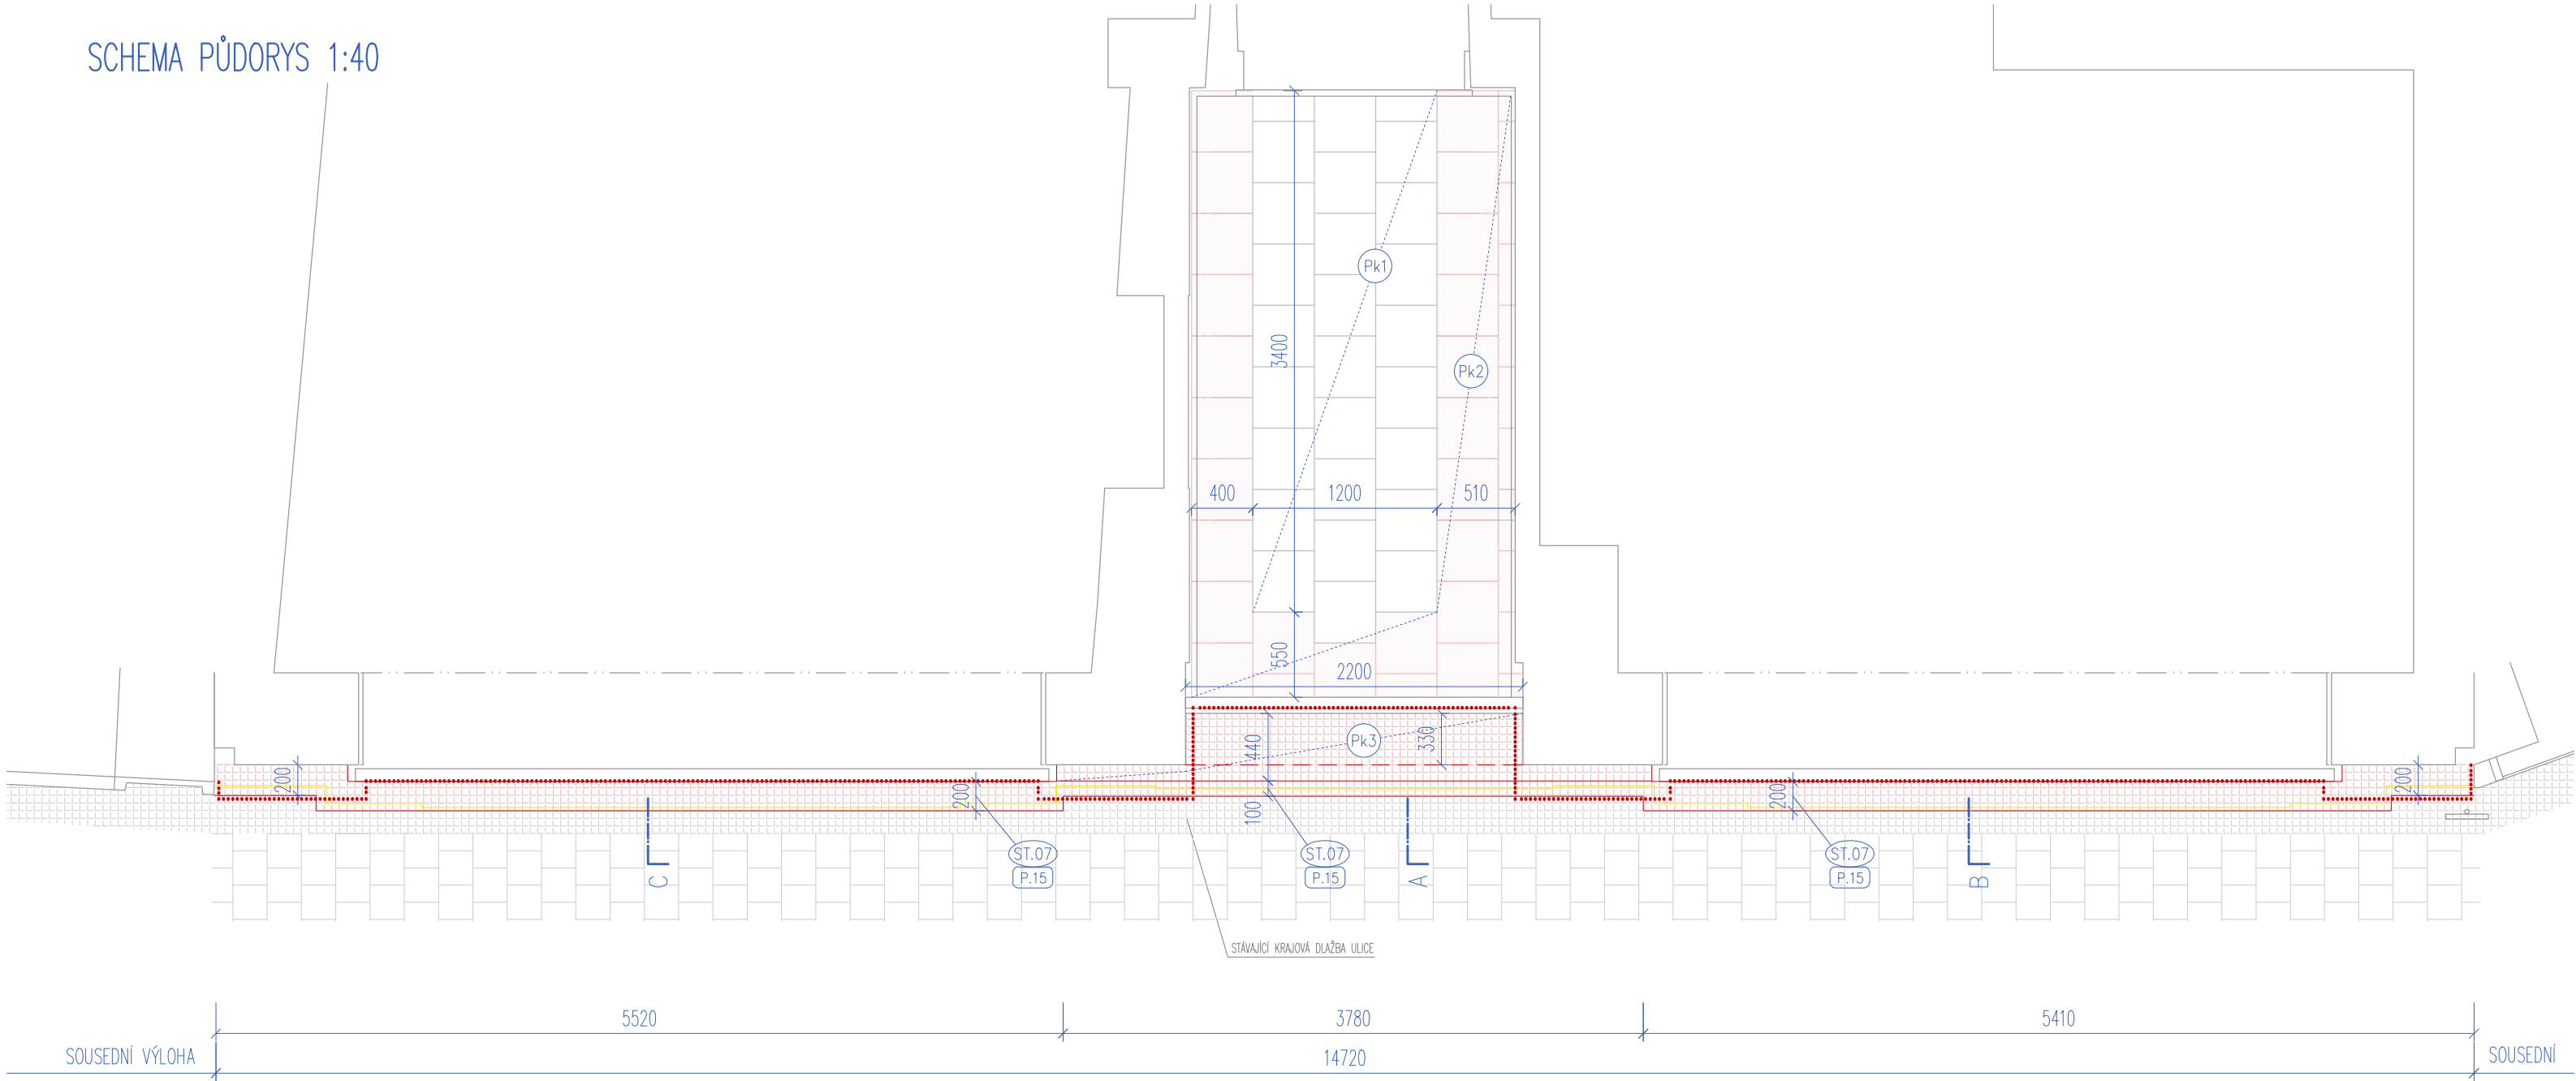 SCHEMA PŮDORYS 1:40
Pk1
3400
Pk2
400
1200
510
550
2200
440
Pk3
330
200
200
100
200
200
ST.07
P.15
ST.07
P.15
ST.07
P.15
C
A
B
STÁVAJÍCÍ KRAJOVÁ DLAŽBA ULICE
5520
3780
5410
SOUSEDNÍ VÝLOHA
14720
SOUSEDNÍ